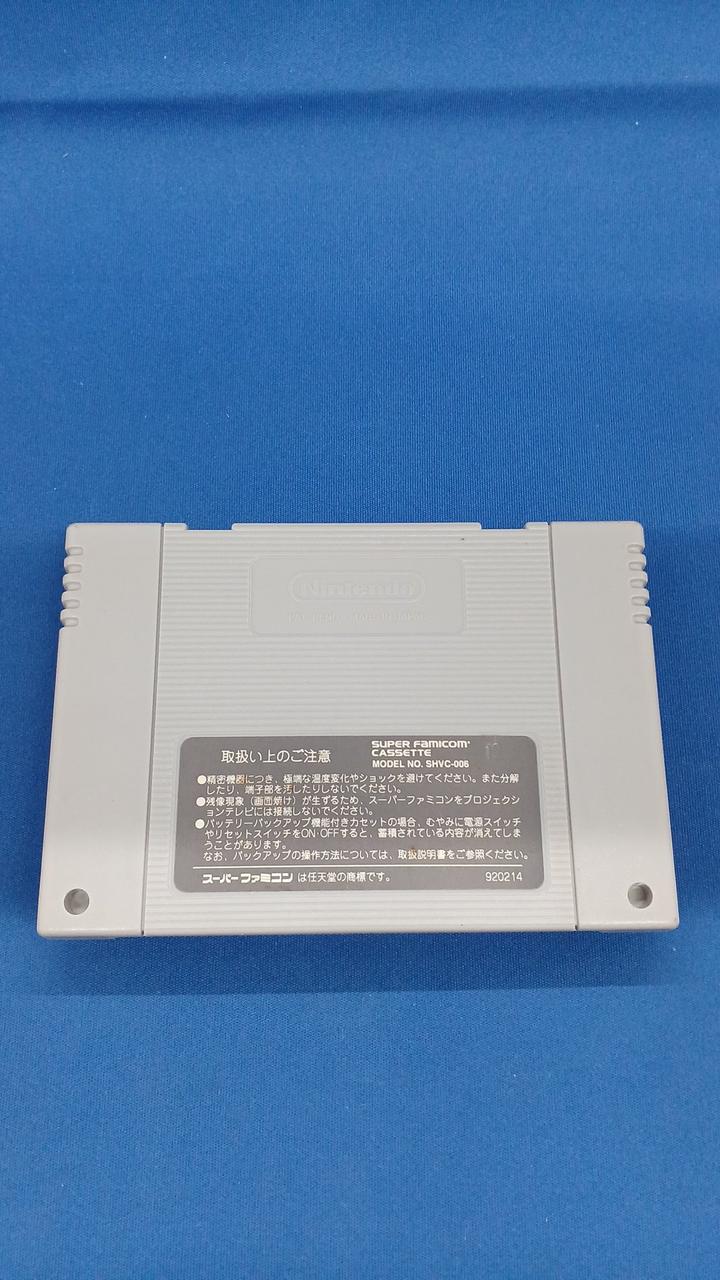 Nintendo
取扱い上のご注意
SUPER FAMICOM
CASSETTE
MODEL NO. SHVC-006
●精密機器につき、極端な温度変化やショックを避けてください。また分解
したり、端子部を汚したりしないでください。
●残像現象（画面焼け）が生ずるため、スーパーファミコンをプロジェクシ
ョンテレビには接続しないでください。
●バッテリーバックアップ機能付きカセットの場合、むやみに電源スイッチ
やリセットスイッチをON·OFFすると、蓄積されている内容が消えてしま
うことがあります。
なお、バックアップの操作方法については、取扱説明書をご参照ください。
スーパーファミコンは任天堂の商標です。
920214